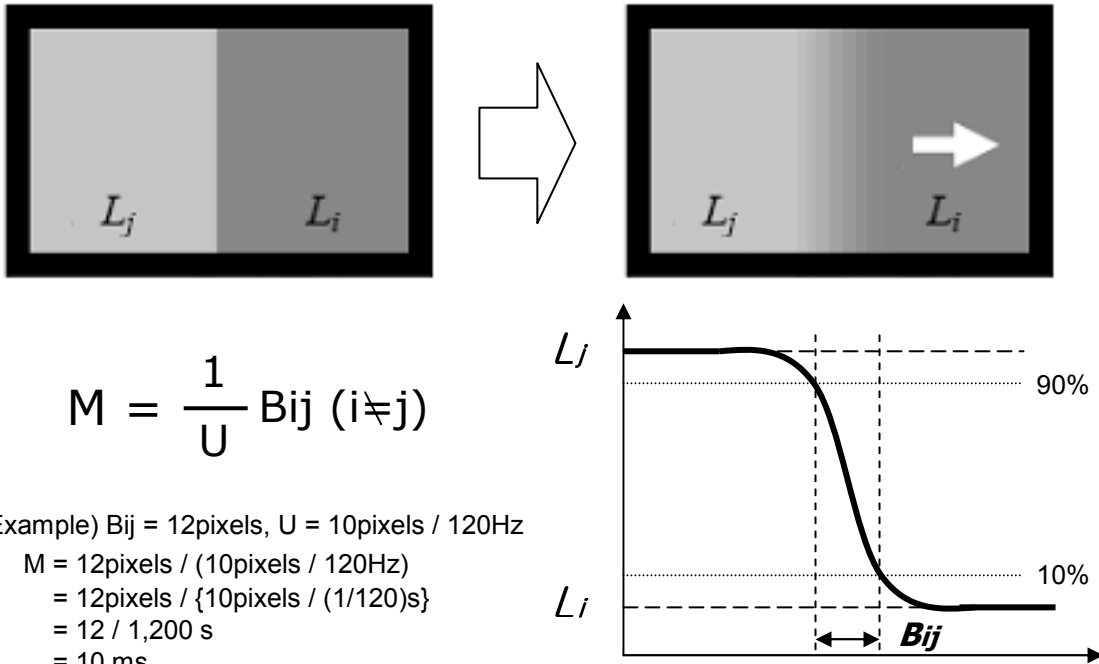 Lj Li
Lj Li
M = 1/U Bij (i≒j)
Example) Bij = 12pixels, U = 10pixels / 120Hz
M = 12pixels / (10pixels / 120Hz)
= 12pixels / {10pixels / (1/120)s}
= 12 / 1,200 s
= 10 ms
Lj
90%
10%
Li
Bij